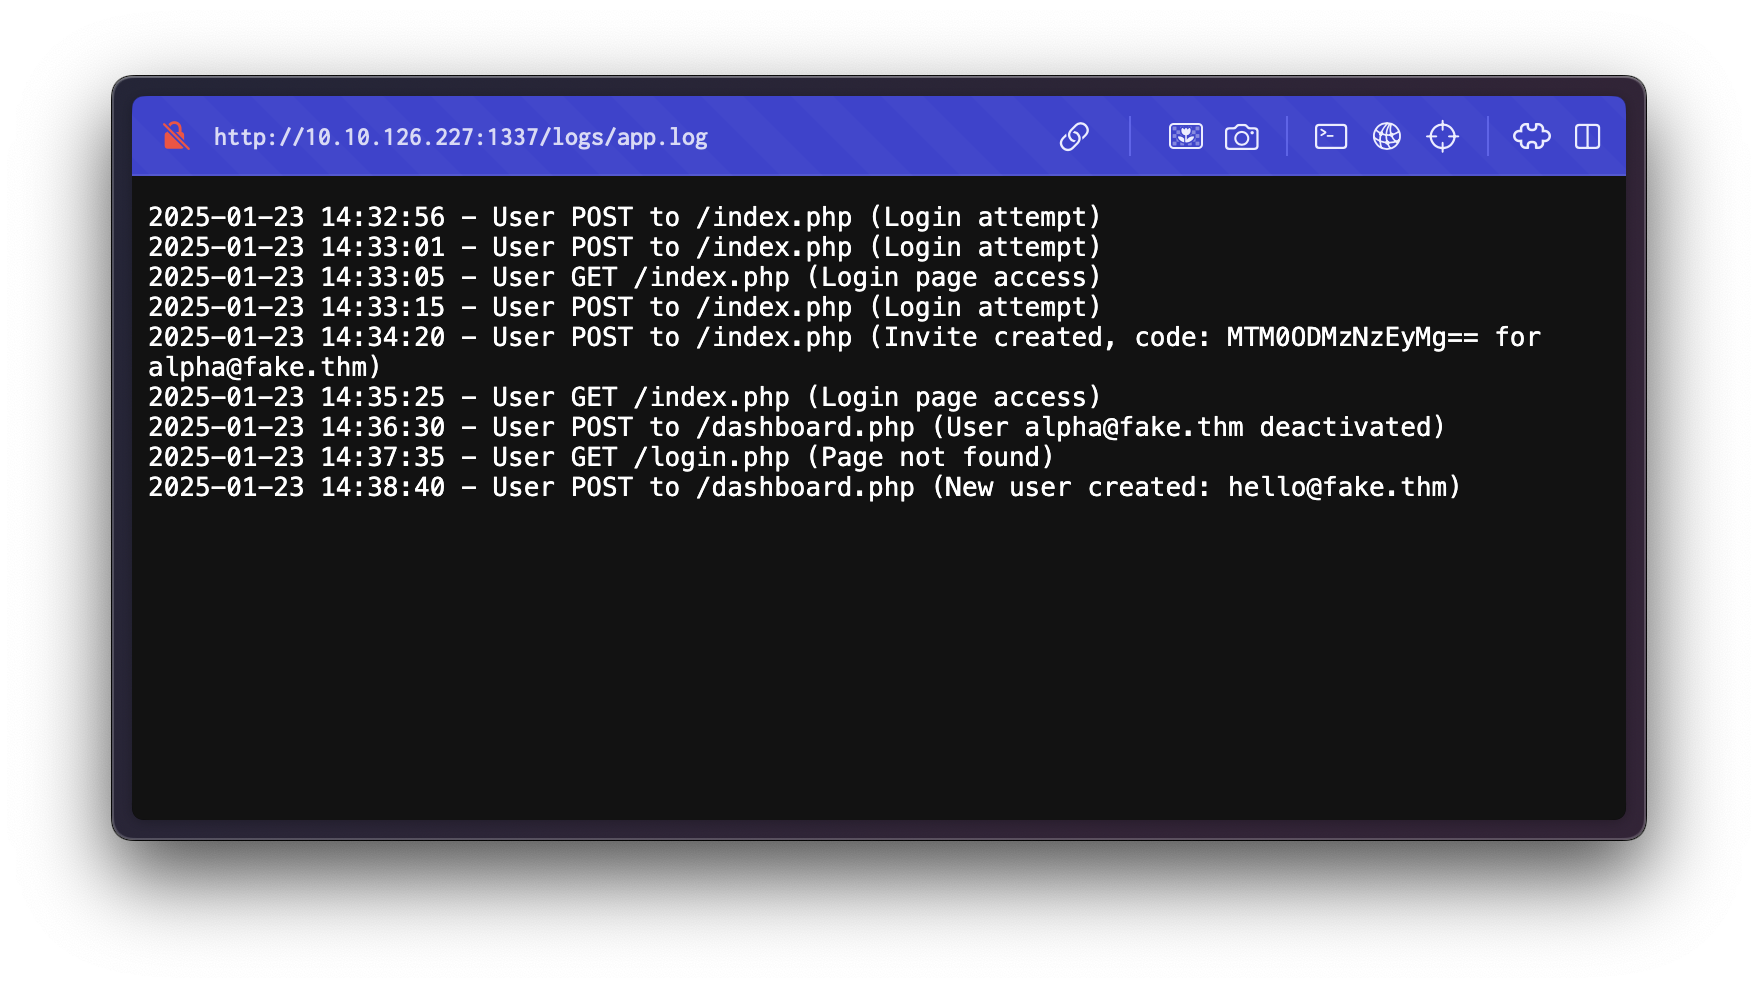 http://10.10.126.227:1337/logs/app.log
2025-01-23 14:32:56 - User POST to /index.php (Login attempt)
2025-01-23 14:33:01 - User POST to /index.php (Login attempt)
2025-01-23 14:33:05 - User GET /index.php (Login page access)
2025-01-23 14:33:15 - User POST to /index.php (Login attempt)
2025-01-23 14:34:20 - User POST to /index.php (Invite created, code: MTM0ODMzNzEyMg== for
alpha@fake.thm)
2025-01-23 14:35:25 - User GET /index.php (Login page access)
2025-01-23 14:36:30 - User POST to /dashboard.php (User alpha@fake.thm deactivated)
2025-01-23 14:37:35 - User GET /login.php (Page not found)
2025-01-23 14:38:40 - User POST to /dashboard.php (New user created: hello@fake.thm)